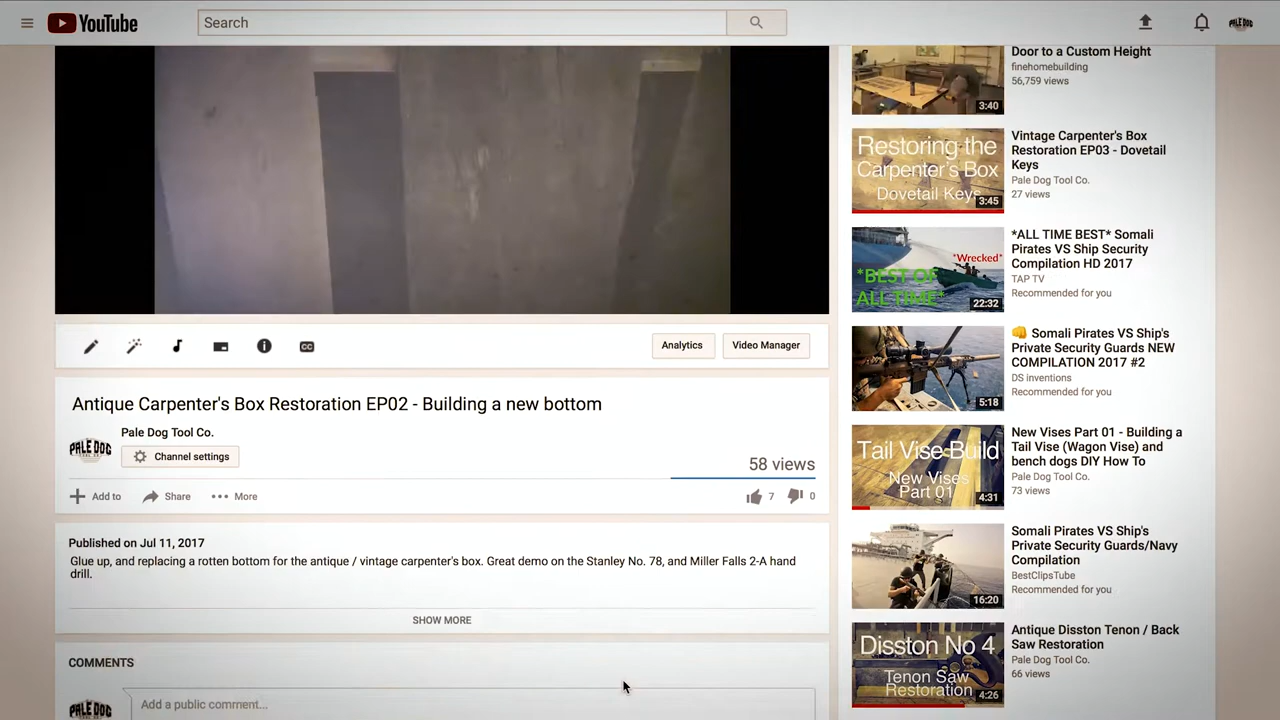 YouTube
Search
PALE DOG
Door to a Custom Height
finehomebuilding
56,759 views
3:40
Restoring the
Carpenter's Box
Dovetail Keys
3:45
Vintage Carpenter's Box
Restoration EP03 - Dovetail
Keys
Pale Dog Tool Co.
27 views
*Wrecked*
*BEST OF
ALL TIME*
22:32
*ALL TIME BEST* Somali
Pirates VS Ship Security
Compilation HD 2017
TAP TV
Recommended for you
5:18
👊 Somali Pirates VS Ship's
Private Security Guards NEW
COMPILATION 2017 #2
DS inventions
Recommended for you
CC
Analytics
Video Manager
Antique Carpenter's Box Restoration EP02 - Building a new bottom
PALE DOG
Pale Dog Tool Co.
Channel settings
58 views
Add to
Share
More
7
0
Tail Vise Build
New Vises
Part 01
4:31
New Vises Part 01 - Building a
Tail Vise (Wagon Vise) and
bench dogs DIY How To
Pale Dog Tool Co.
73 views
Published on Jul 11, 2017
Glue up, and replacing a rotten bottom for the antique / vintage carpenter's box. Great demo on the Stanley No. 78, and Miller Falls 2-A hand
drill.
SHOW MORE
16:20
Somali Pirates VS Ship's
Private Security Guards/Navy
Compilation
BestClipsTube
Recommended for you
Disston No 4
Tenon Saw
Restoration
4:26
Antique Disston Tenon / Back
Saw Restoration
Pale Dog Tool Co.
66 views
COMMENTS
PALE DOG
Add a public comment...